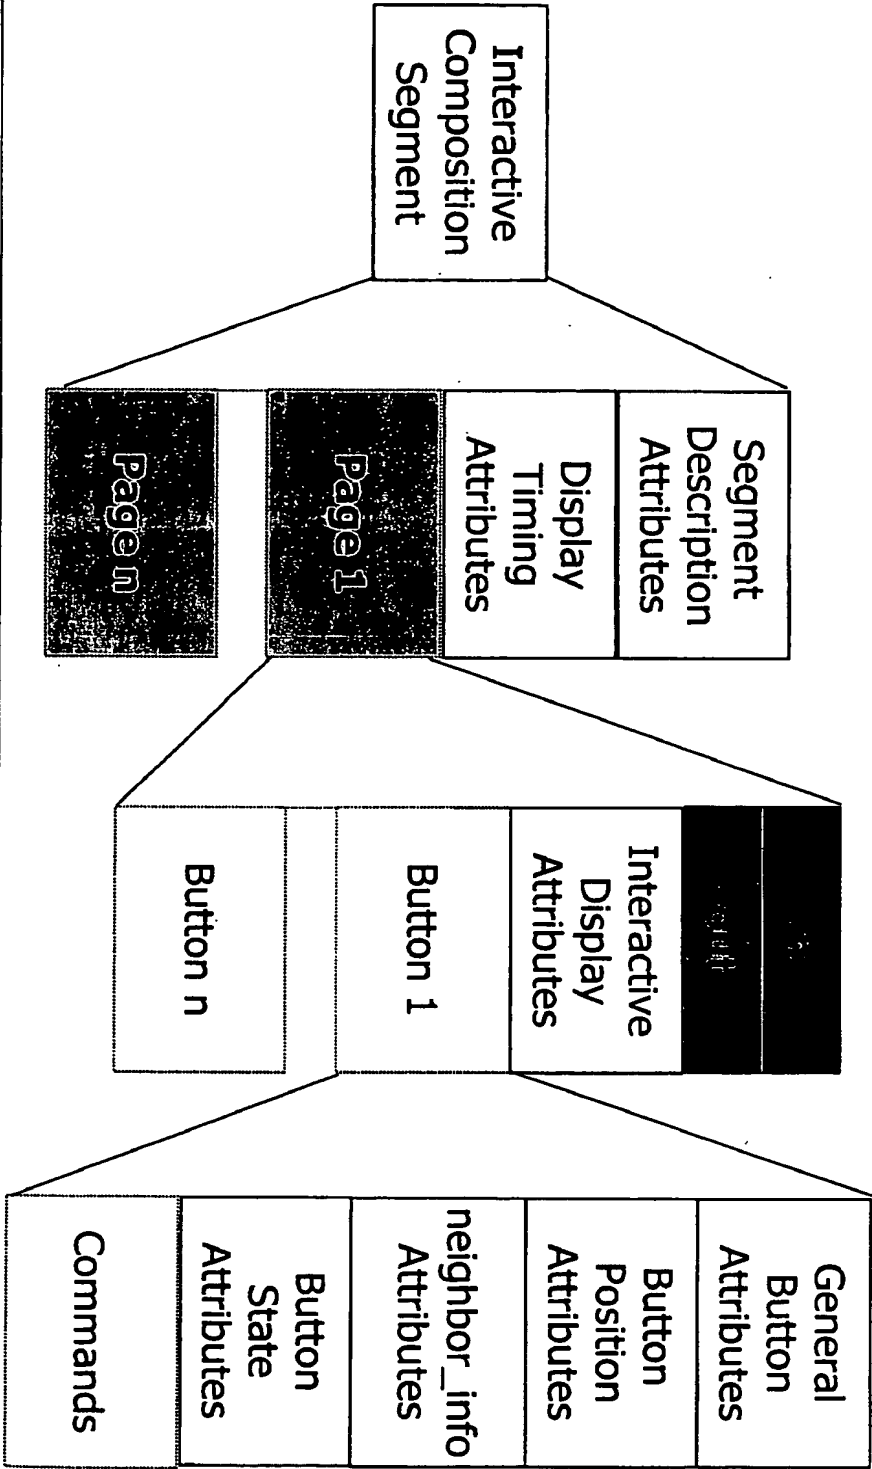 Interactive
Composition
Segment
Segment
Description
Attributes
Display
Timing
Attributes
Page 1
Page n
Interactive
Display
Attributes
Button 1
Button n
General
Button
Attributes
Button
Position
Attributes
neighbor_info
Attributes
Button
State
Attributes
Commands